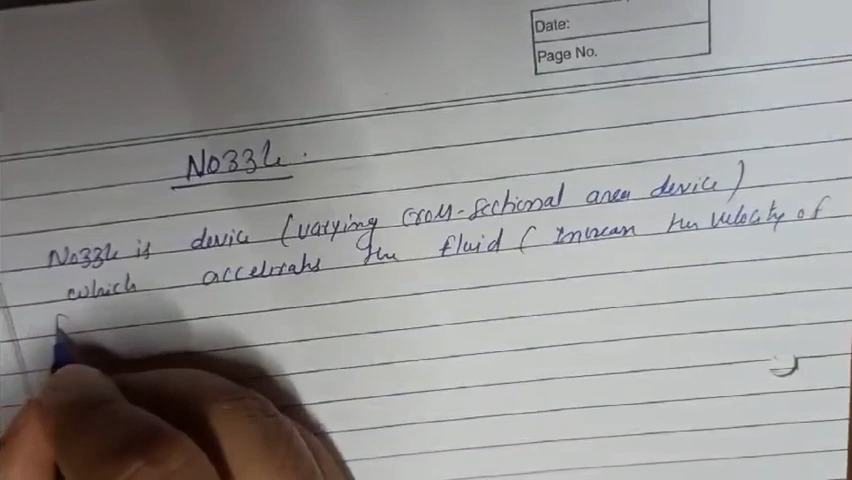 Date:
Page No.
Nozzle
Nozzle is device (varying cross-sectional area device)
which accelerats the fluid ( Increase the velocity of